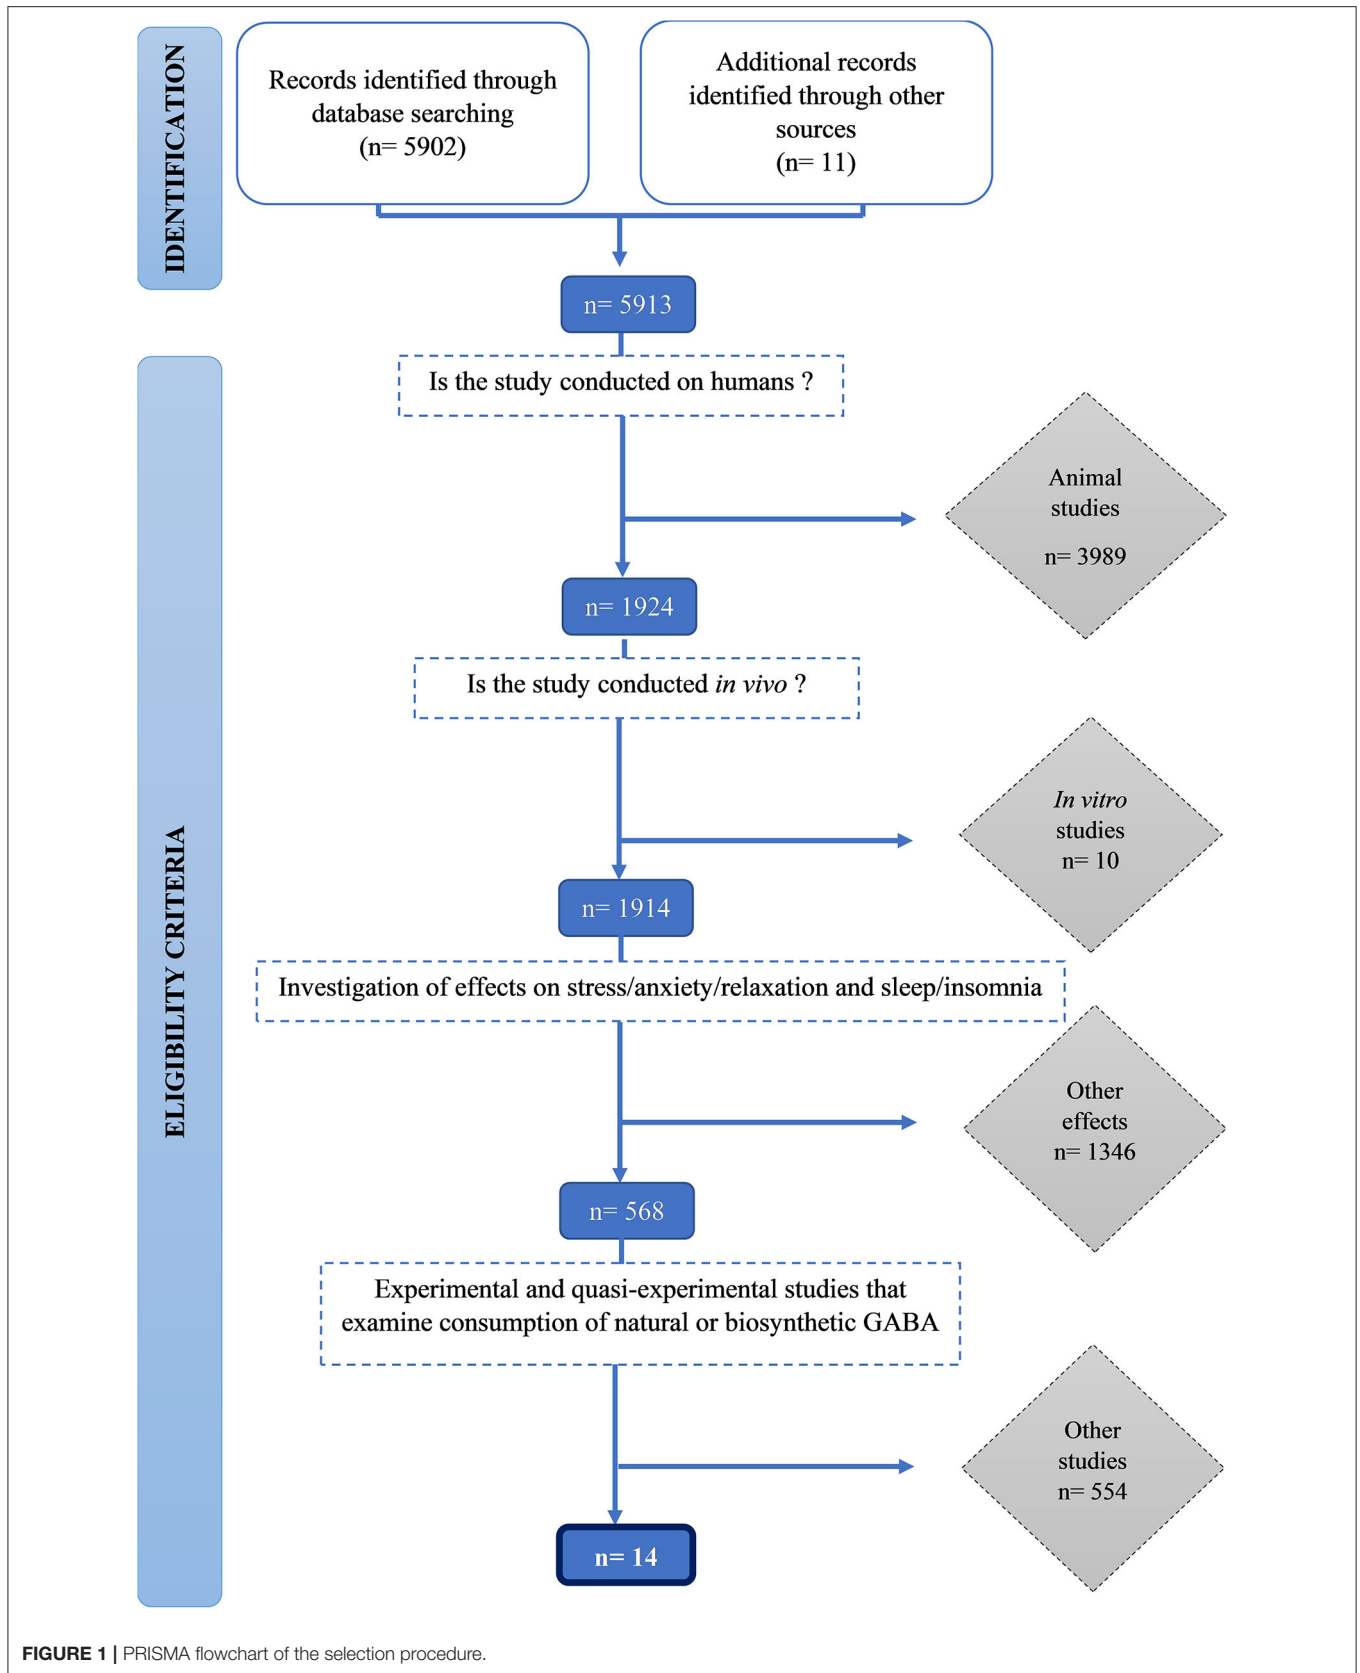 IDENTIFICATION
Records identified through
database searching
(n= 5902)
Additional records
identified through other
sources
(n= 11)
n= 5913
ELIGIBILITY CRITERIA
Is the study conducted on humans ?
Animal
studies
n= 3989
n= 1924
Is the study conducted in vivo ?
In vitro
studies
n= 10
n= 1914
Investigation of effects on stress/anxiety/relaxation and sleep/insomnia
Other
effects
n= 1346
n= 568
Experimental and quasi-experimental studies that
examine consumption of natural or biosynthetic GABA
Other
studies
n= 554
n= 14
FIGURE 1 | PRISMA flowchart of the selection procedure.